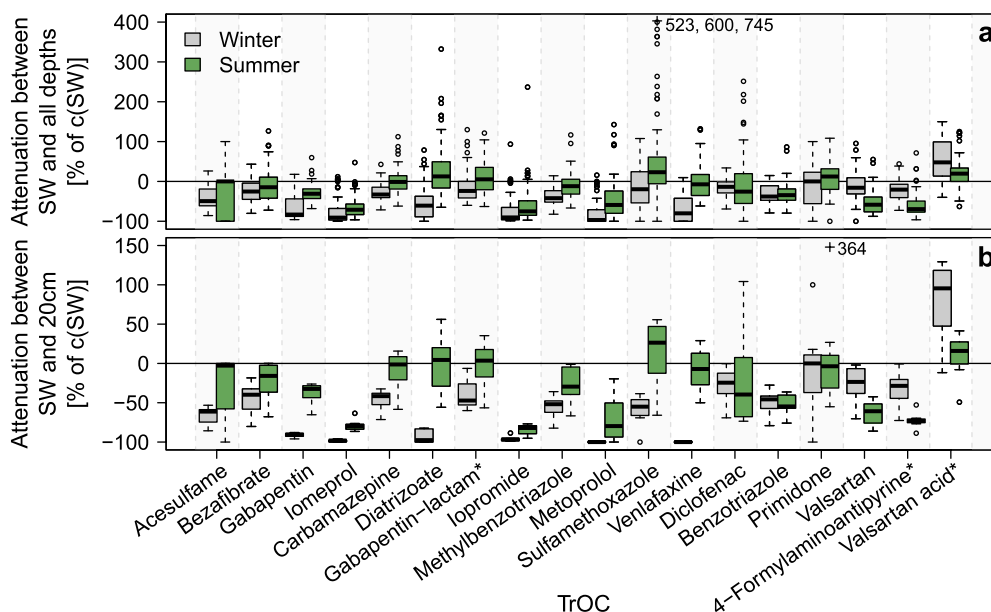 Attenuation between
SW and all depths
[% of c(SW)]
400
300
200
100
0
−100
Winter
Summer
523, 600, 745
a
Attenuation between
SW and 20cm
[% of c(SW)]
150
100
50
0
−50
−100
+364
b
Acesulfame
Bezafibrate
Gabapentin
Iomeprol
Carbamazepine
Diatrizoate
Gabapentin−lactam*
Iopromide
Methylbenzotriazole
Metoprolol
Sulfamethoxazole
Venlafaxine
Diclofenac
Benzotriazole
Primidone
Valsartan
4−Formylaminoantipyrine*
Valsartan acid*
TrOC